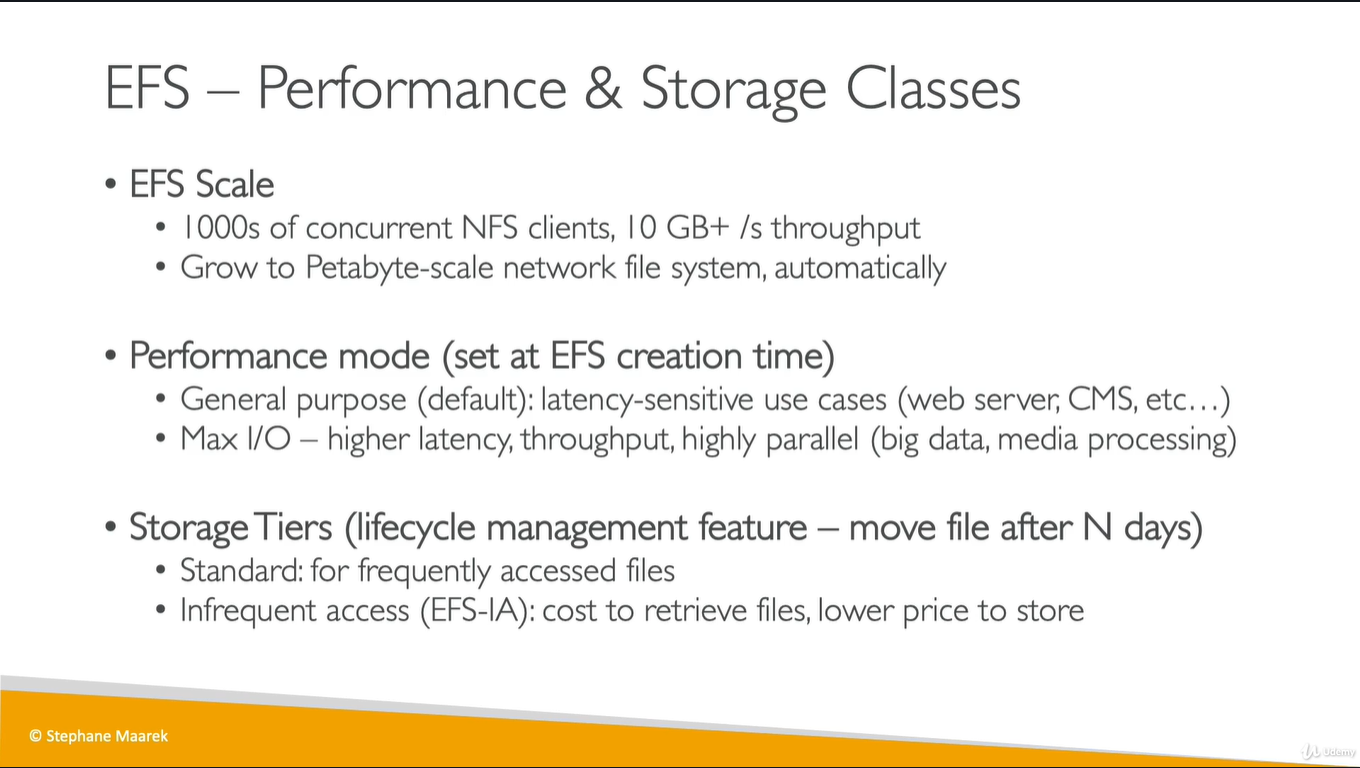 EFS – Performance & Storage Classes
• EFS Scale
• 1000s of concurrent NFS clients, 10 GB+ /s throughput
• Grow to Petabyte-scale network file system, automatically
• Performance mode (set at EFS creation time)
• General purpose (default): latency-sensitive use cases (web server, CMS, etc…)
• Max I/O – higher latency, throughput, highly parallel (big data, media processing)
• Storage Tiers (lifecycle management feature – move file after N days)
• Standard: for frequently accessed files
• Infrequent access (EFS-IA): cost to retrieve files, lower price to store
© Stephane Maarek
Udemy